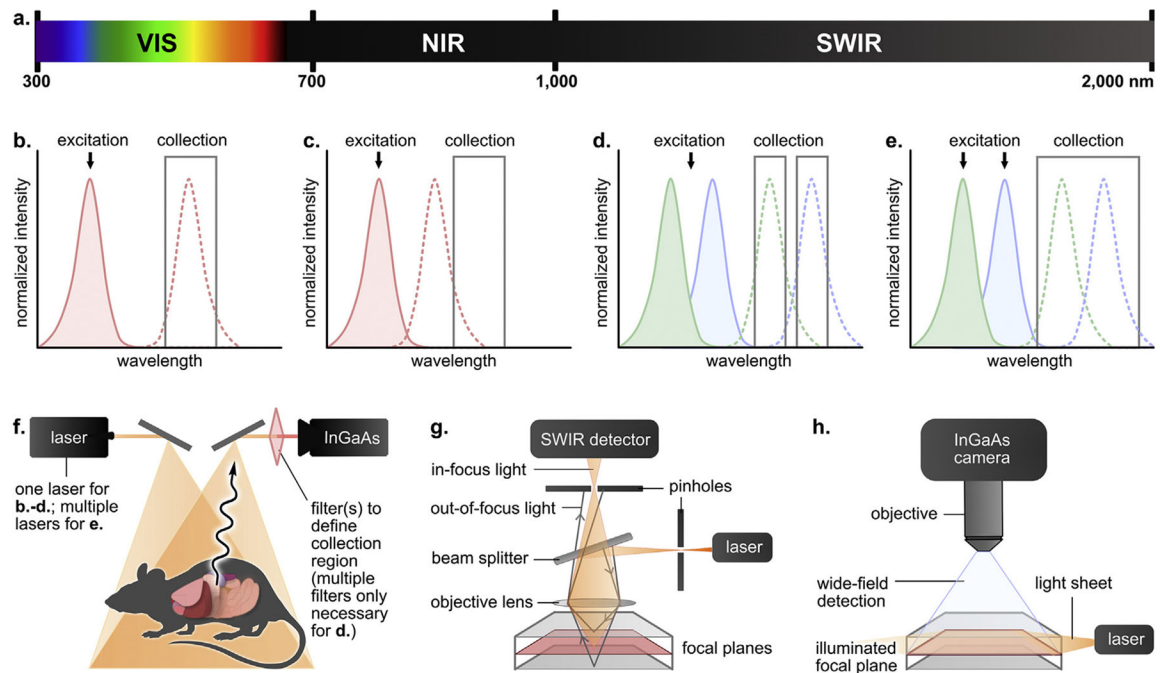 a.
VIS
NIR
SWIR
300
700
1,000
2,000 nm
b.
excitation
collection
normalized intensity
wavelength
c.
excitation
collection
normalized intensity
wavelength
d.
excitation
collection
normalized intensity
wavelength
e.
excitation
collection
normalized intensity
wavelength
f.
laser
InGaAs
one laser for
b.-d.; multiple
lasers for e.
filter(s) to
define
collection
region
(multiple
filters only
necessary
for d.)
g.
SWIR detector
in-focus light
pinholes
out-of-focus light
beam splitter
laser
objective lens
focal planes
h.
InGaAs
camera
objective
wide-field
detection
light sheet
laser
illuminated
focal plane